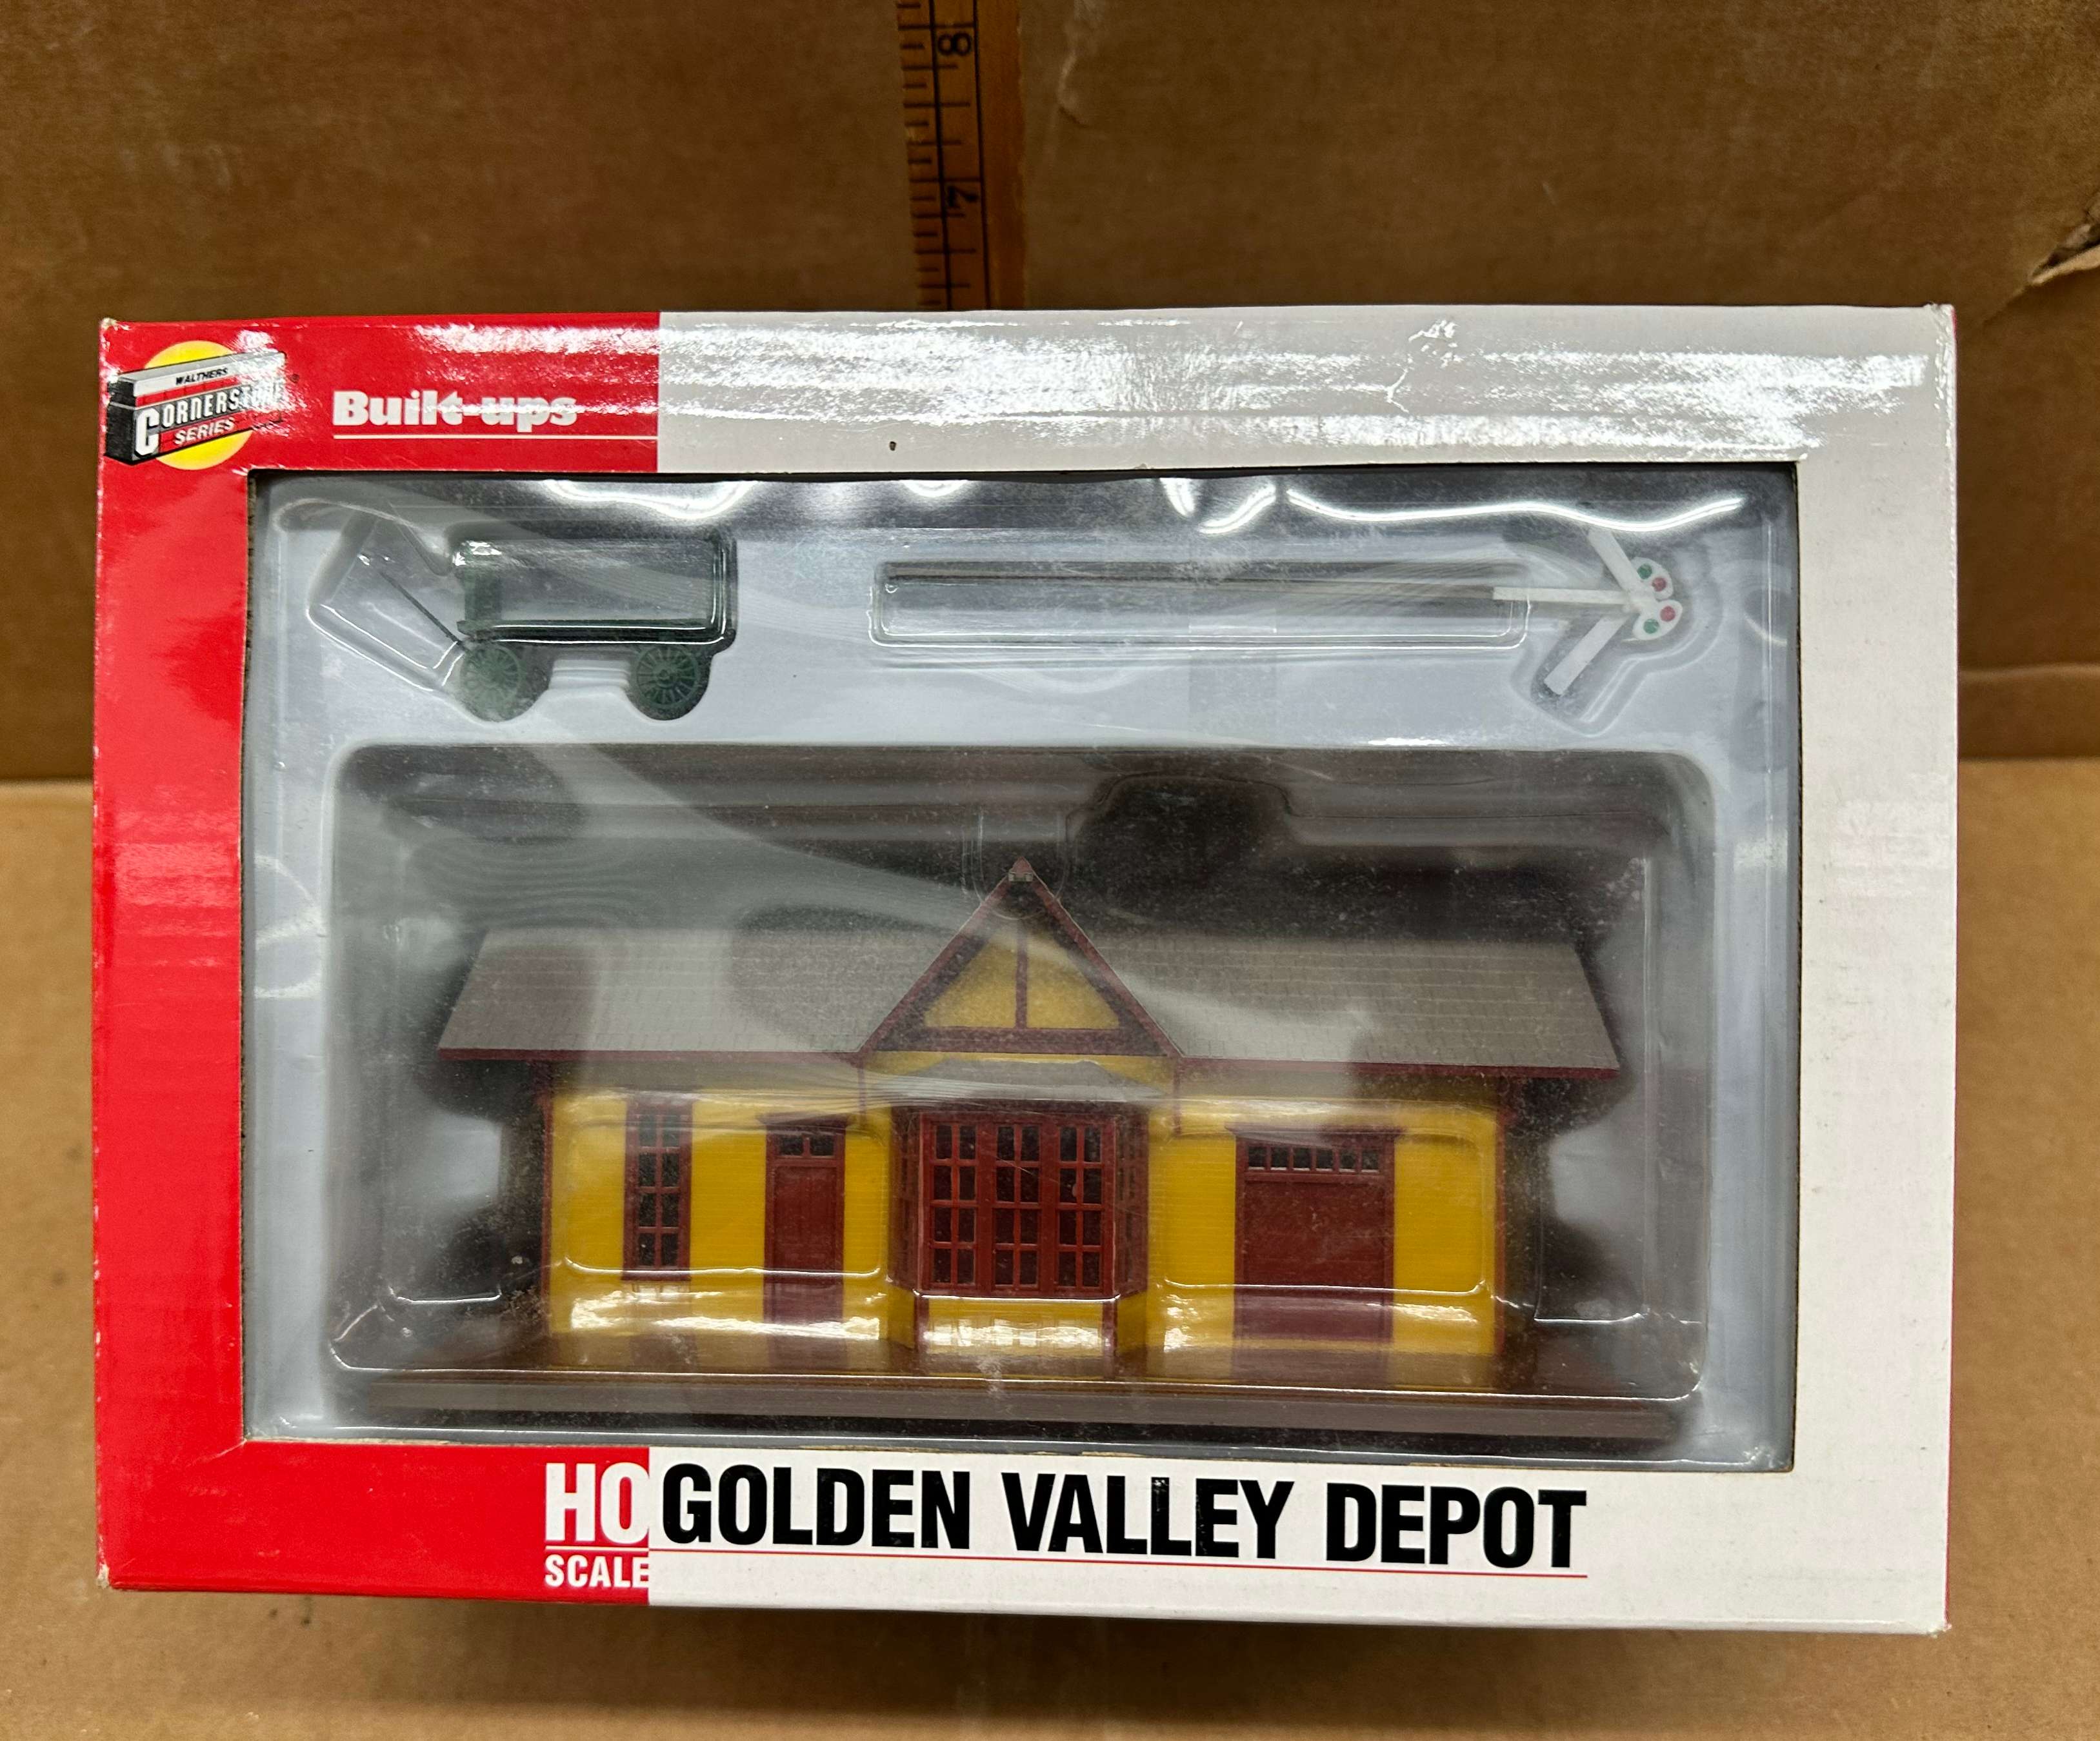 8
7
WALTHERS
CORNERSTONE
SERIES
Built-ups
HO GOLDEN VALLEY DEPOT
SCALE